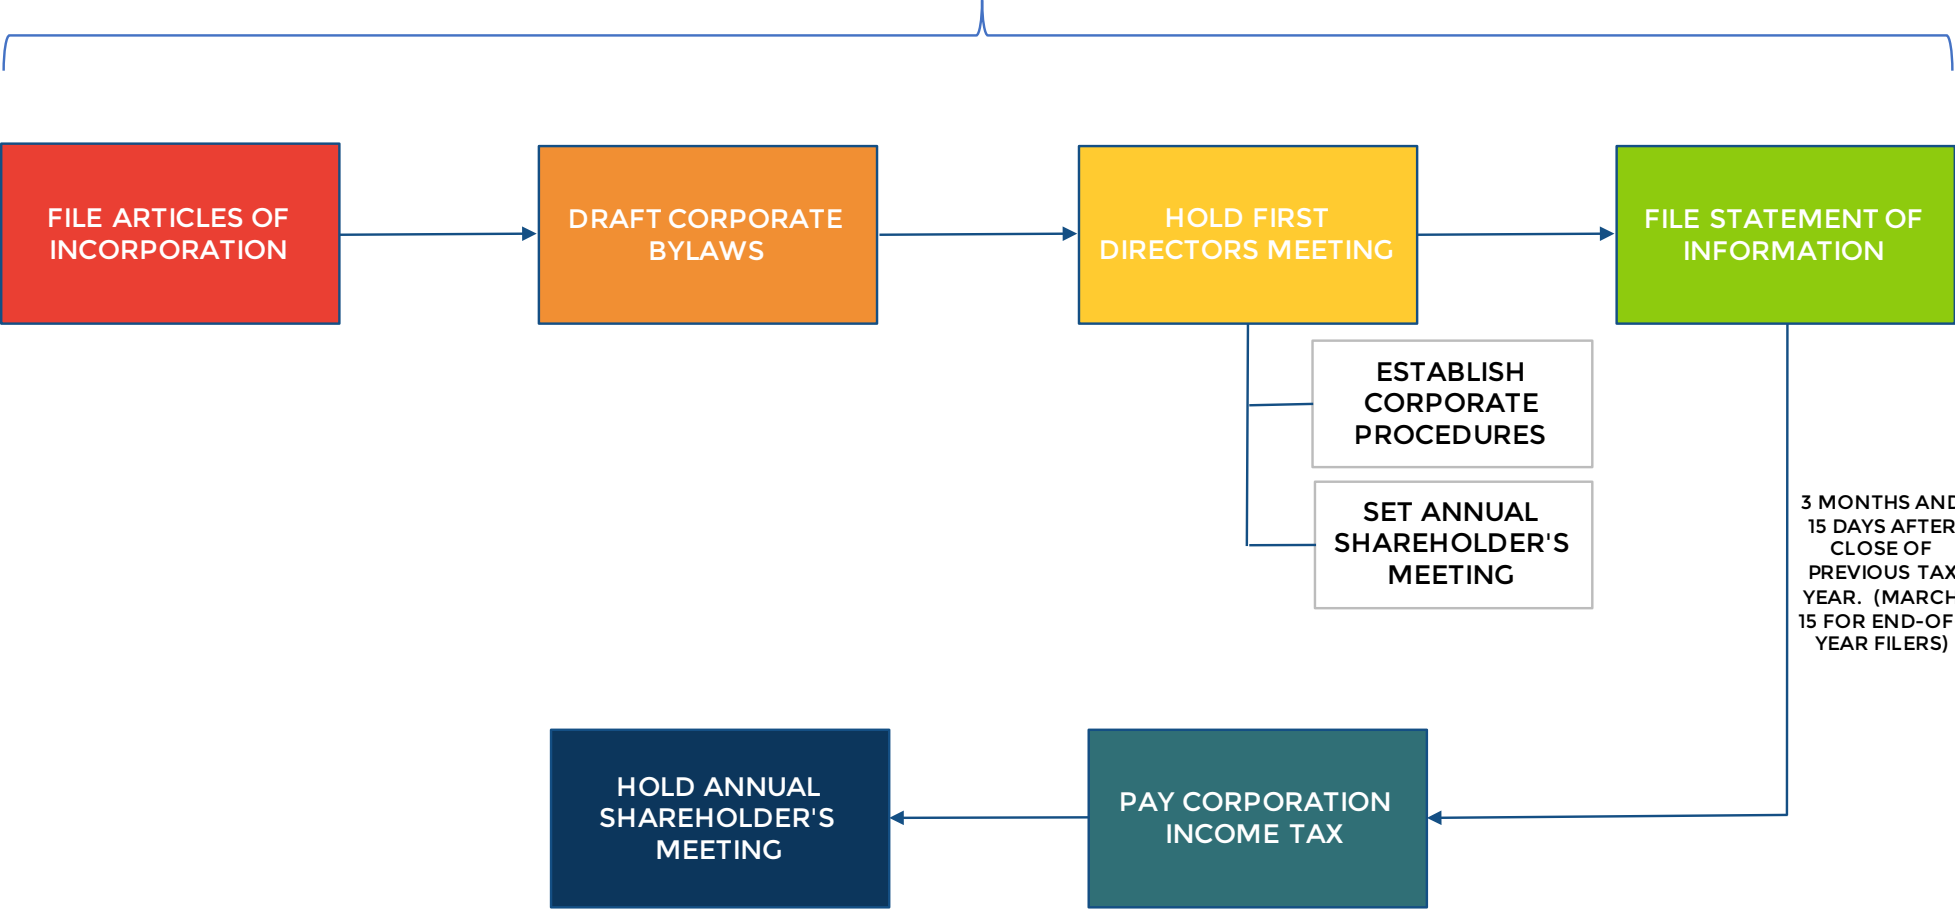 FILE ARTICLES OF
INCORPORATION
DRAFT CORPORATE
BYLAWS
HOLD FIRST
DIRECTORS MEETING
FILE STATEMENT OF
INFORMATION
ESTABLISH
CORPORATE
PROCEDURES
SET ANNUAL
SHAREHOLDER'S
MEETING
3 MONTHS AND
15 DAYS AFTER
CLOSE OF
PREVIOUS TAX
YEAR. (MARCH
15 FOR END-OF
YEAR FILERS)
HOLD ANNUAL
SHAREHOLDER'S
MEETING
PAY CORPORATION
INCOME TAX